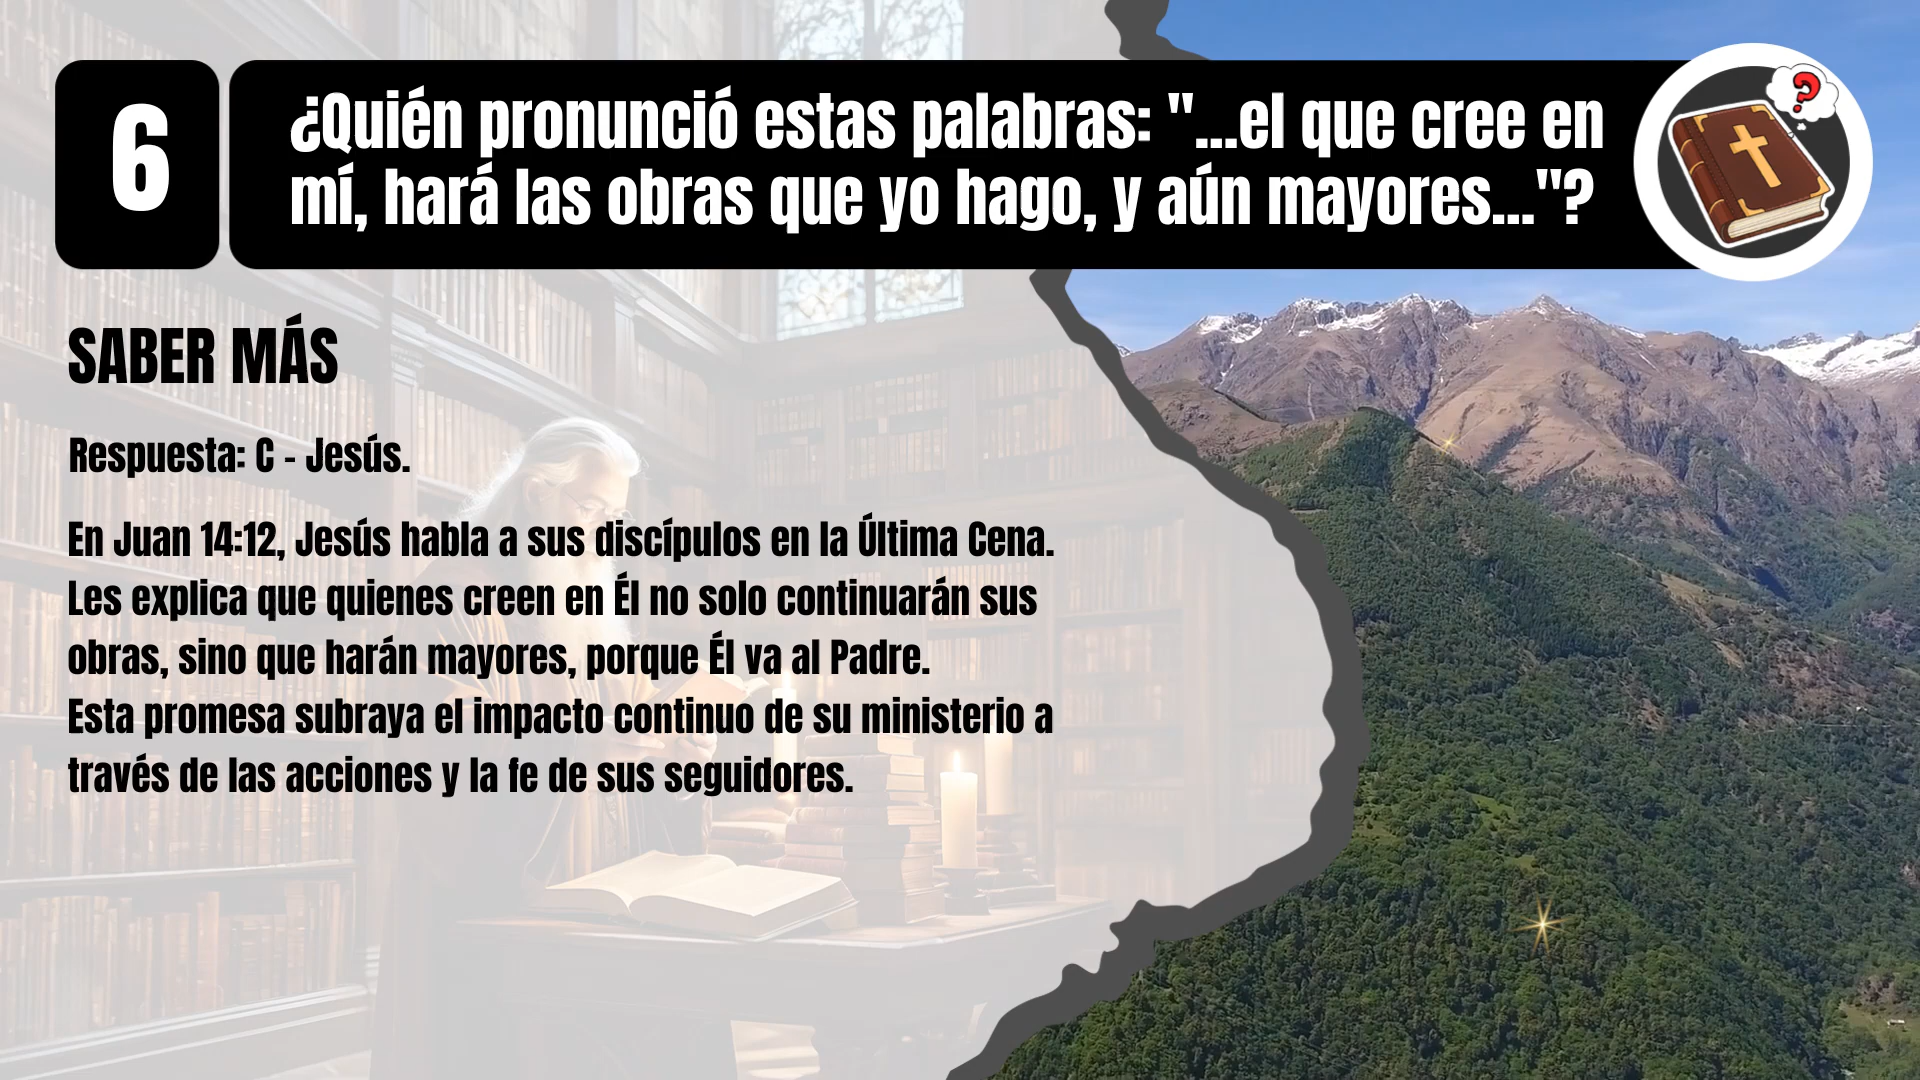 6
¿Quién pronunció estas palabras: "...el que cree en
mí, hará las obras que yo hago, y aún mayores..."?
?
SABER MÁS
Respuesta: C - Jesús.
En Juan 14:12, Jesús habla a sus discípulos en la Última Cena.
Les explica que quienes creen en Él no solo continuarán sus
obras, sino que harán mayores, porque Él va al Padre.
Esta promesa subraya el impacto continuo de su ministerio a
través de las acciones y la fe de sus seguidores.